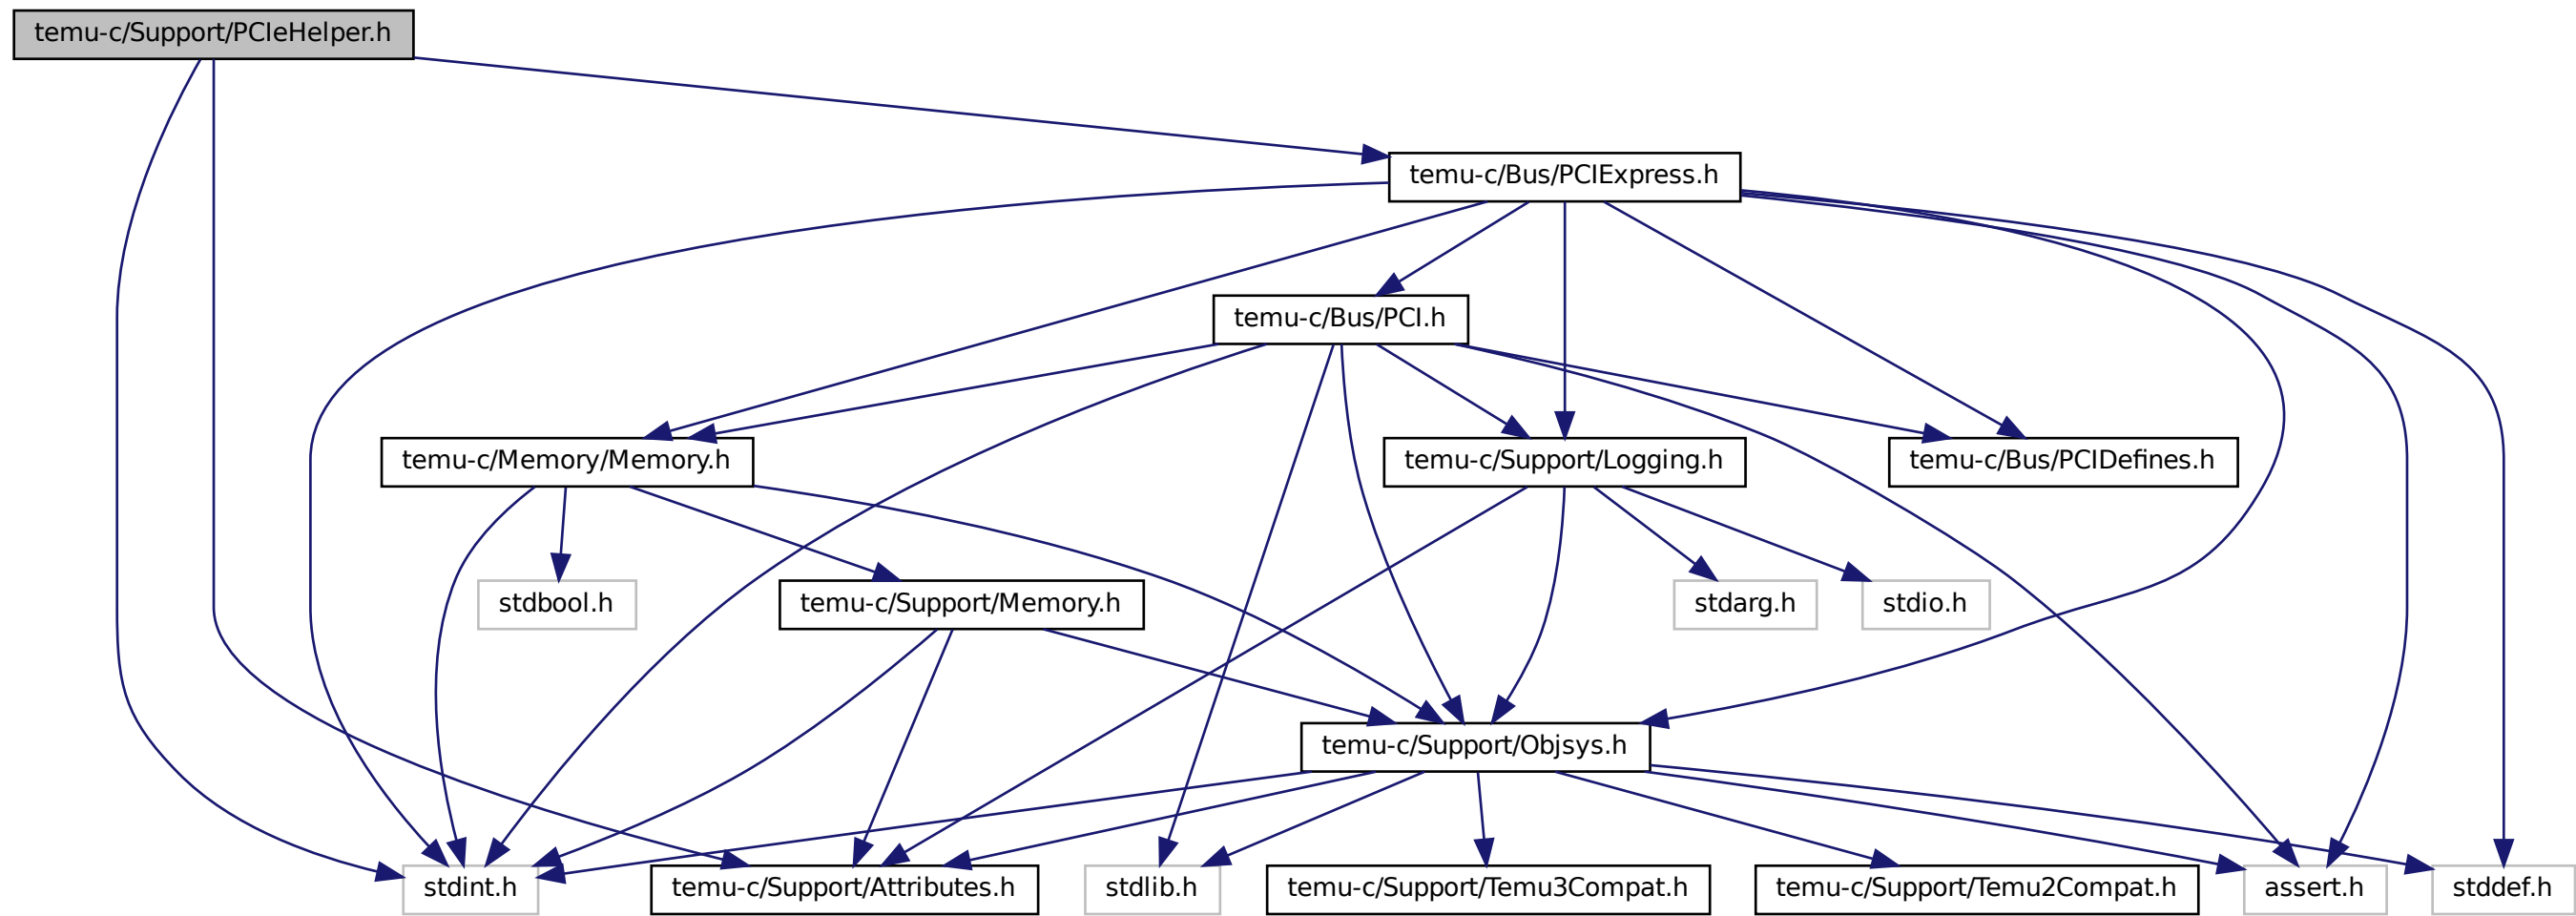 temu-c/Support/PCIeHelper.h
temu-c/Bus/PCIExpress.h
temu-c/Bus/PCI.h
temu-c/Memory/Memory.h
temu-c/Support/Logging.h
temu-c/Bus/PCIDefines.h
stdbool.h
temu-c/Support/Memory.h
stdarg.h
stdio.h
temu-c/Support/Objsys.h
stdint.h
temu-c/Support/Attributes.h
stdlib.h
temu-c/Support/Temu3Compat.h
temu-c/Support/Temu2Compat.h
assert.h
stddef.h